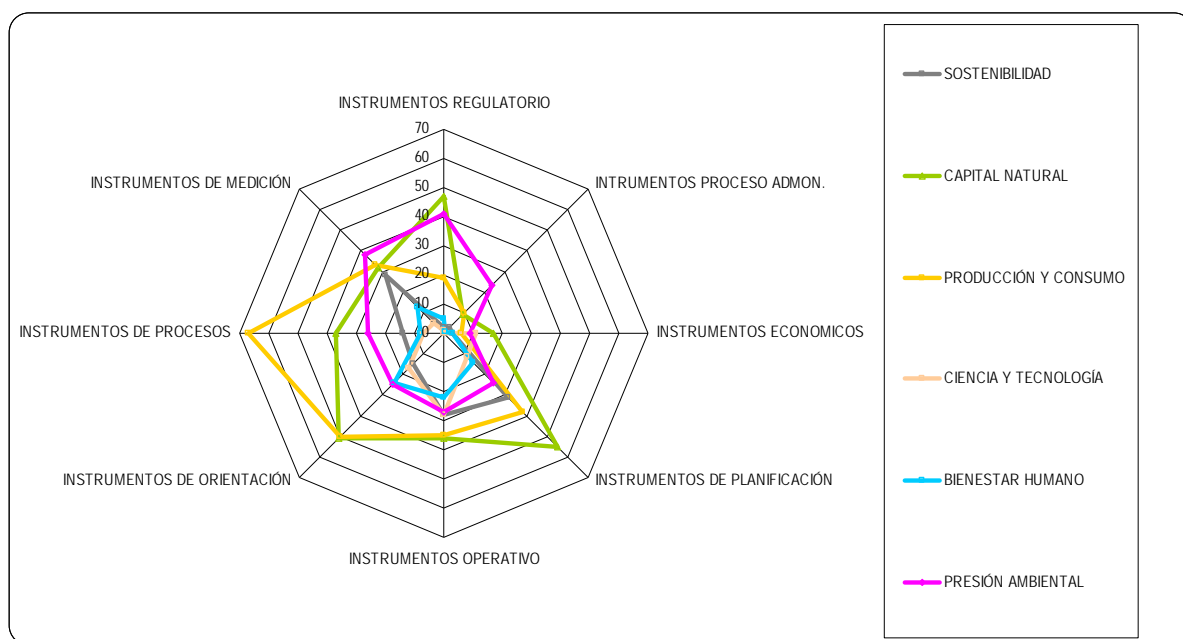 INSTRUMENTOS REGULATORIO
70
60
50
40
30
20
10
0
INTRUMENTOS PROCESO ADMON.
INSTRUMENTOS ECONOMICOS
INSTRUMENTOS DE PLANIFICACIÓN
INSTRUMENTOS OPERATIVO
INSTRUMENTOS DE ORIENTACIÓN
INSTRUMENTOS DE PROCESOS
INSTRUMENTOS DE MEDICIÓN
SOSTENIBILIDAD
CAPITAL NATURAL
PRODUCCIÓN Y CONSUMO
CIENCIA Y TECNOLOGÍA
BIENESTAR HUMANO
PRESIÓN AMBIENTAL